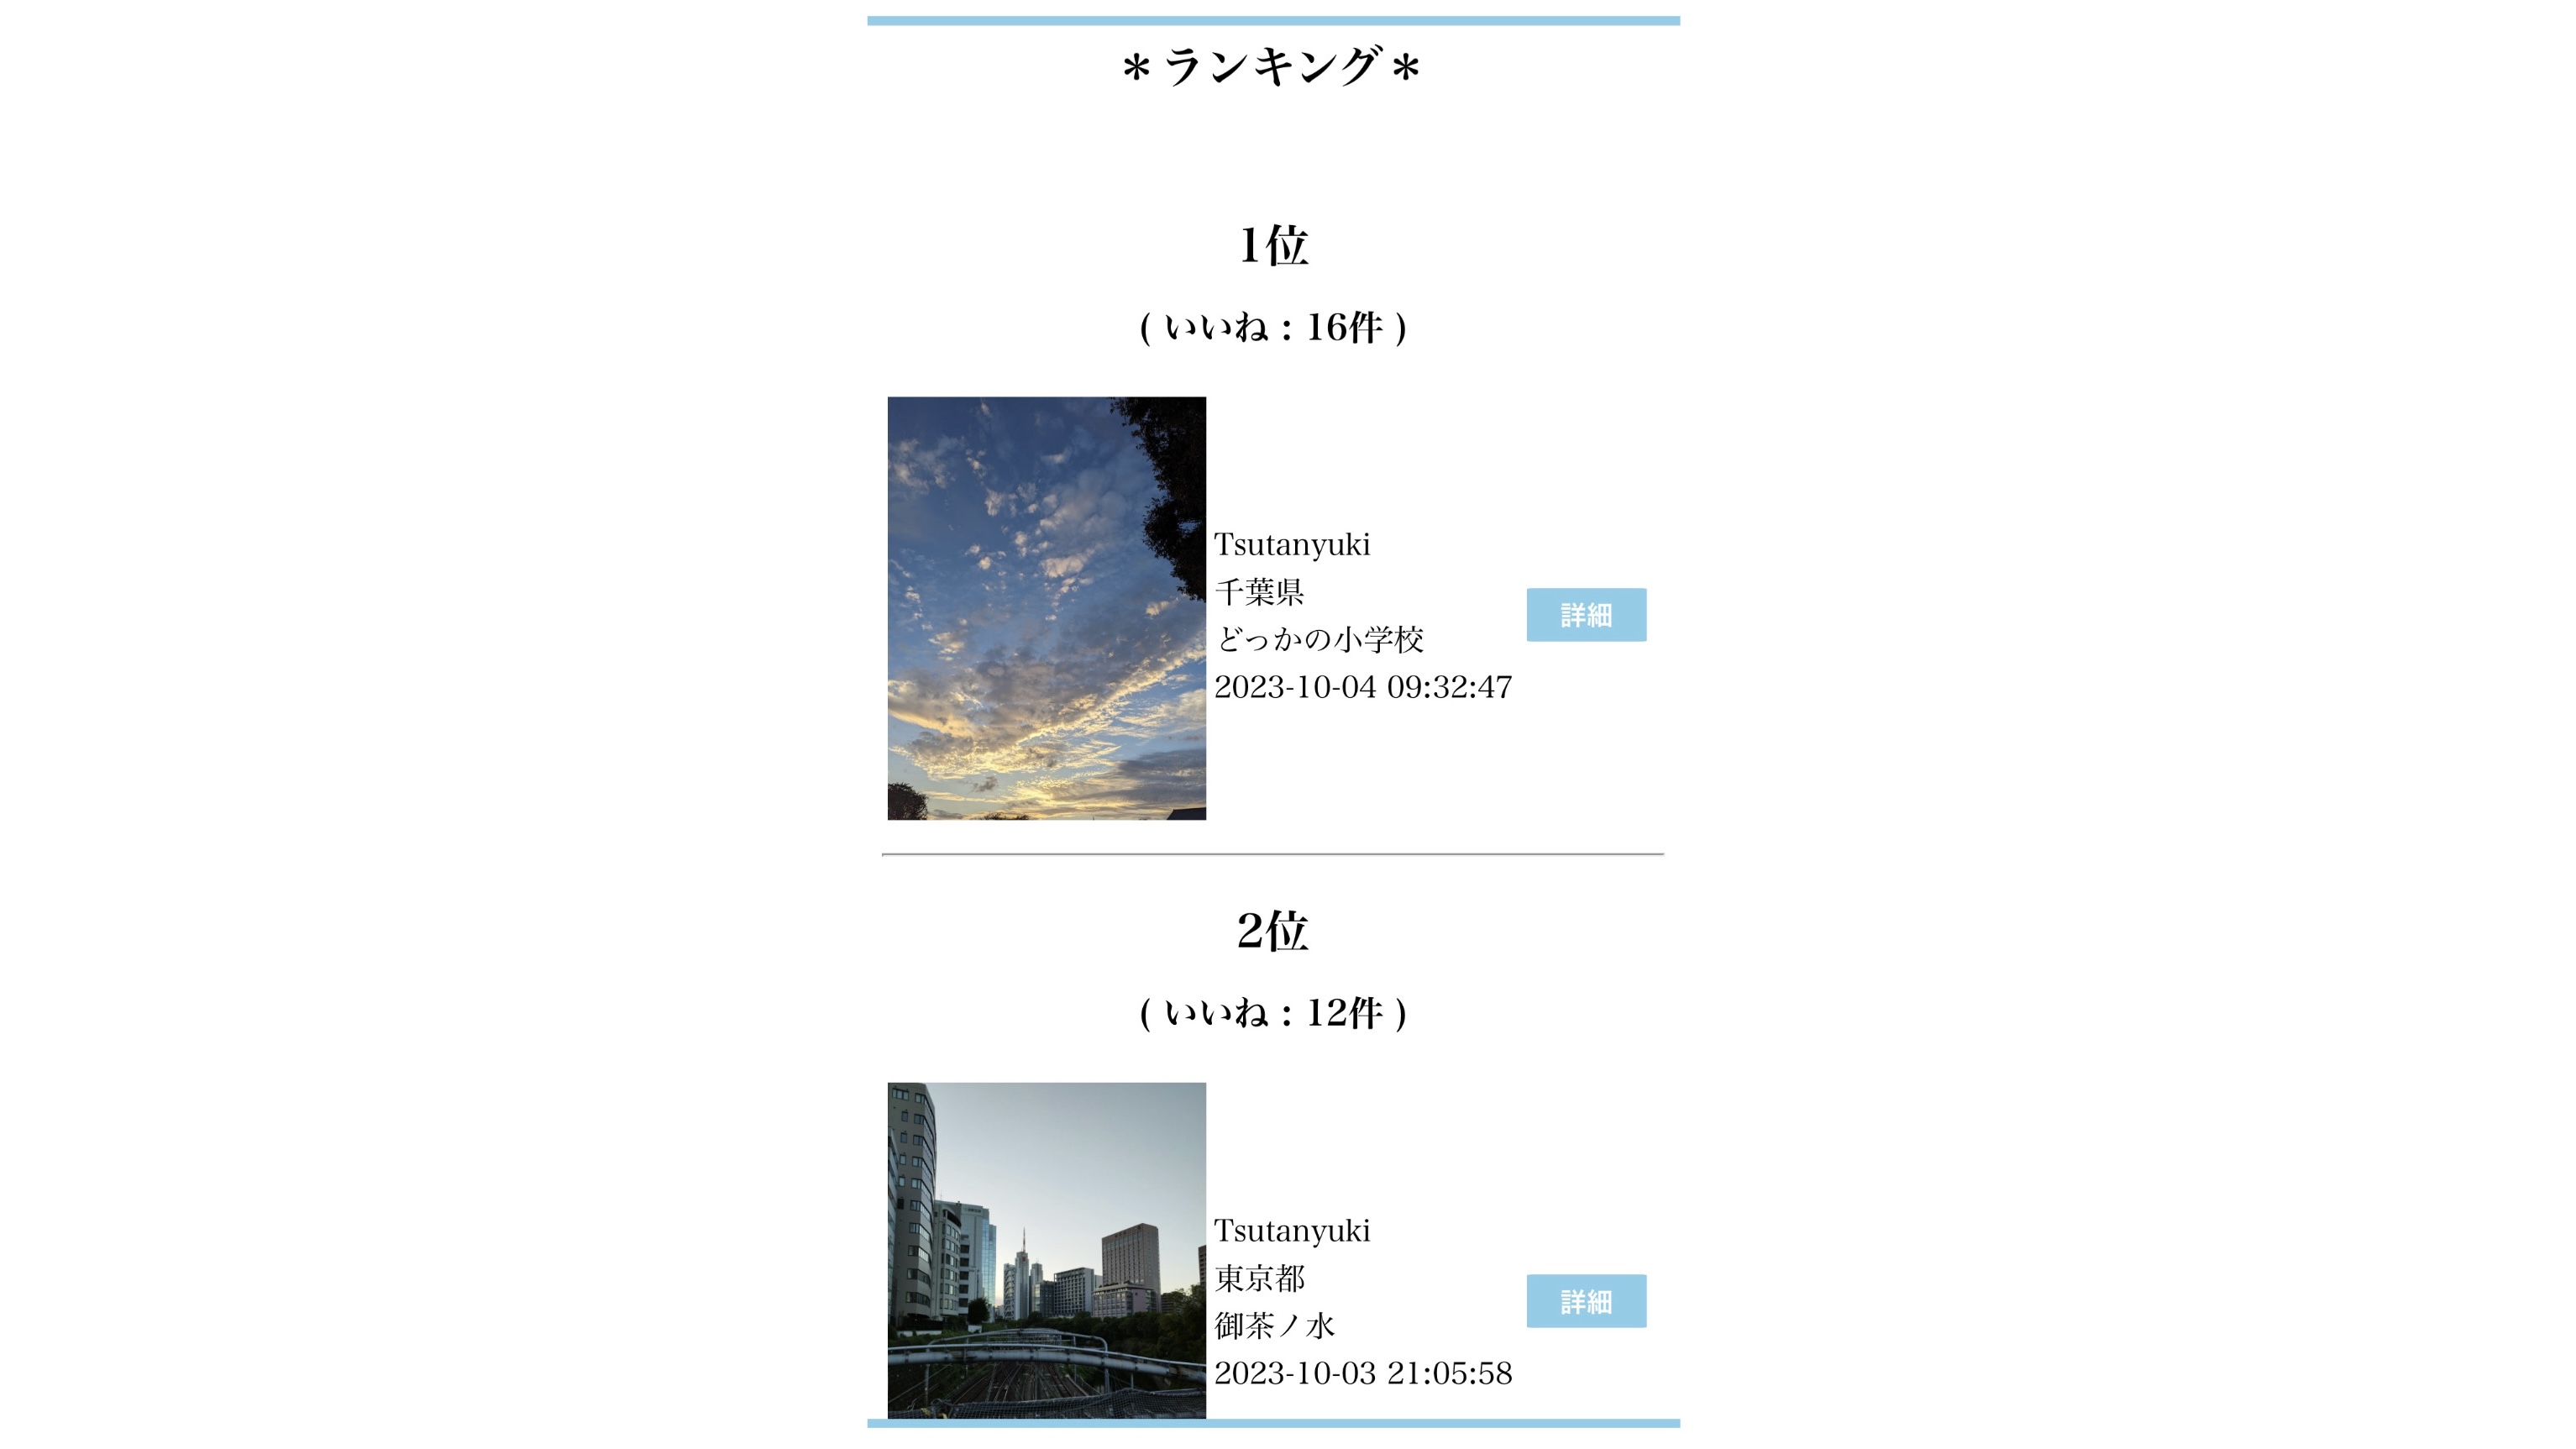 ＊ランキング＊
1位
( いいね : 16件 )
Tsutanyuki
千葉県
どっかの小学校
2023-10-04 09:32:47
詳細
2位
( いいね : 12件 )
Tsutanyuki
東京都
御茶ノ水
2023-10-03 21:05:58
詳細